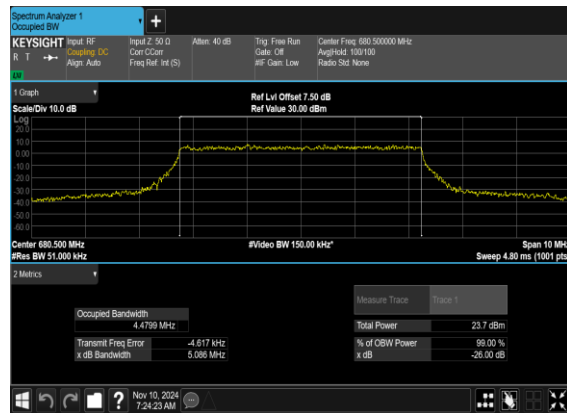 Spectrum Analyzer 1
Occupied BW
KEYSIGHT Input: RF Input Z: 50 Ω Atten: 40 dB Trig: Free Run Center Freq: 680.500000 MHz
R T Coupling: DC Corr CCorr Gate: Off Avg|Hold: 100/100
Align: Auto Freq Ref: Int (S) #IF Gain: Low Radio Std: None
1 Graph
Ref Lvl Offset 7.50 dB
Scale/Div 10.0 dB Ref Value 30.00 dBm
Log
20.0
10.0
0.00
-10.0
-20.0
-30.0
-40.0
-50.0
-60.0
Center 680.500 MHz #Video BW 150.00 kHz* Span 10 MHz
#Res BW 51.000 kHz Sweep 4.80 ms (1001 pts
2 Metrics
Measure Trace Trace 1
Occupied Bandwidth
4.4799 MHz Total Power 23.7 dBm
Transmit Freq Error -4.617 kHz % of OBW Power 99.00 %
x dB Bandwidth 5.086 MHz x dB -26.00 dB
? Nov 10, 2024
7:24:23 AM